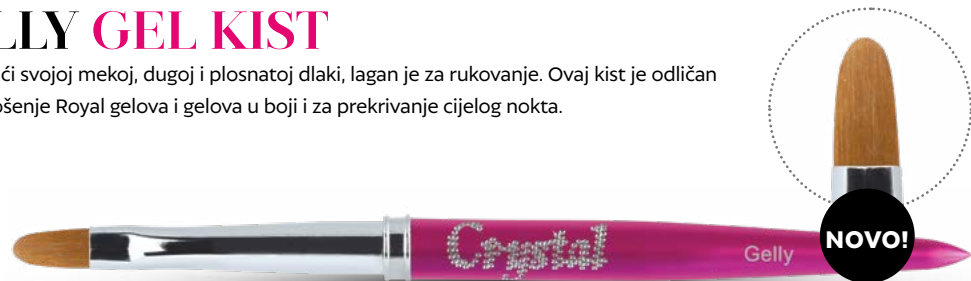 LLY GEL KIST
ći svojoj mekoj, dugoj i plosnatoj dlaki, lagan je za rukovanje. Ovaj kist je odličan
ošenje Royal gelova i gelova u boji i za prekrivanje cijelog nokta.
Crystal
Gelly
NOVO!